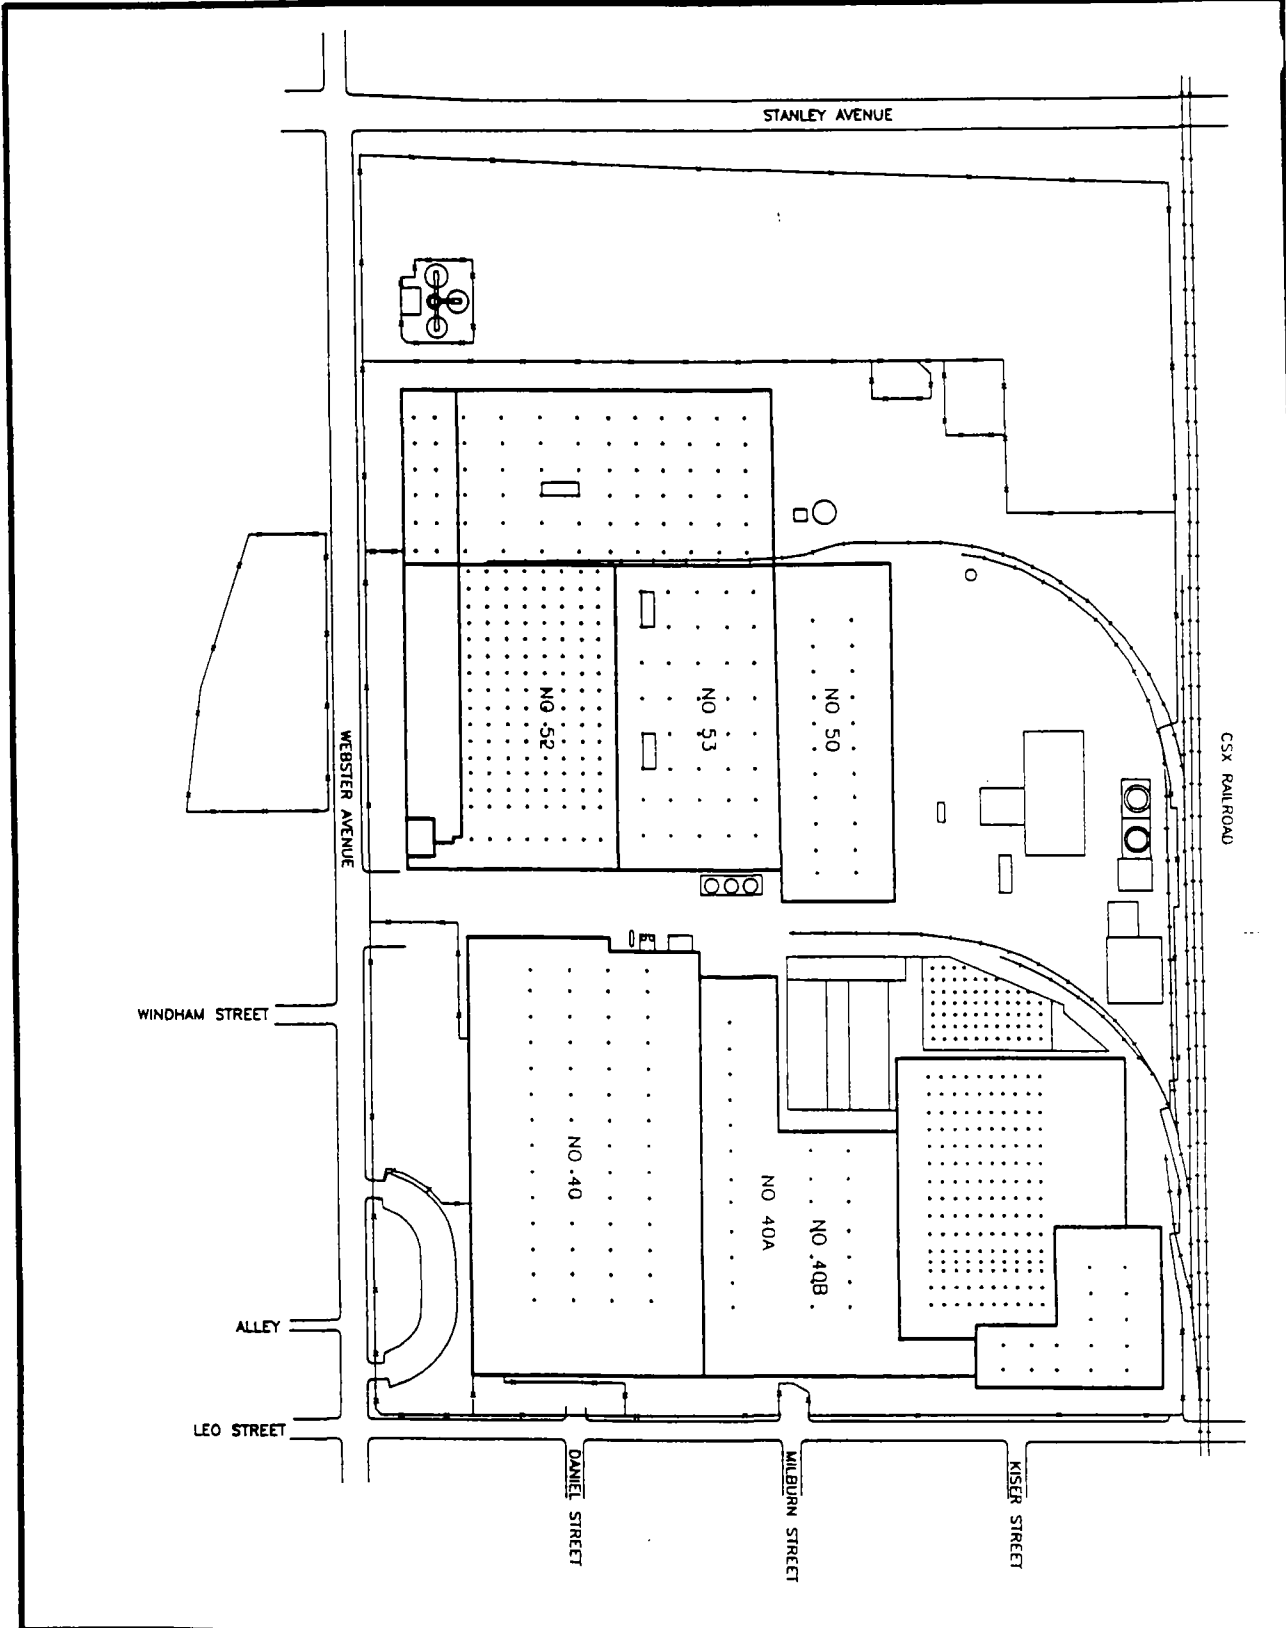 STANLEY AVENUE
CSX RAILROAD
NO 52
NO 53
NO 50
WEBSTER AVENUE
WINDHAM STREET
NO 40
NO 40A
NO 40B
ALLEY
LEO STREET
DANIEL STREET
MILBURN STREET
KISER STREET